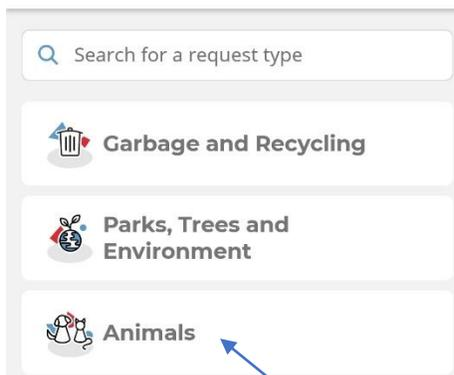 Search for a request type
Garbage and Recycling
Parks, Trees and
Environment
Animals